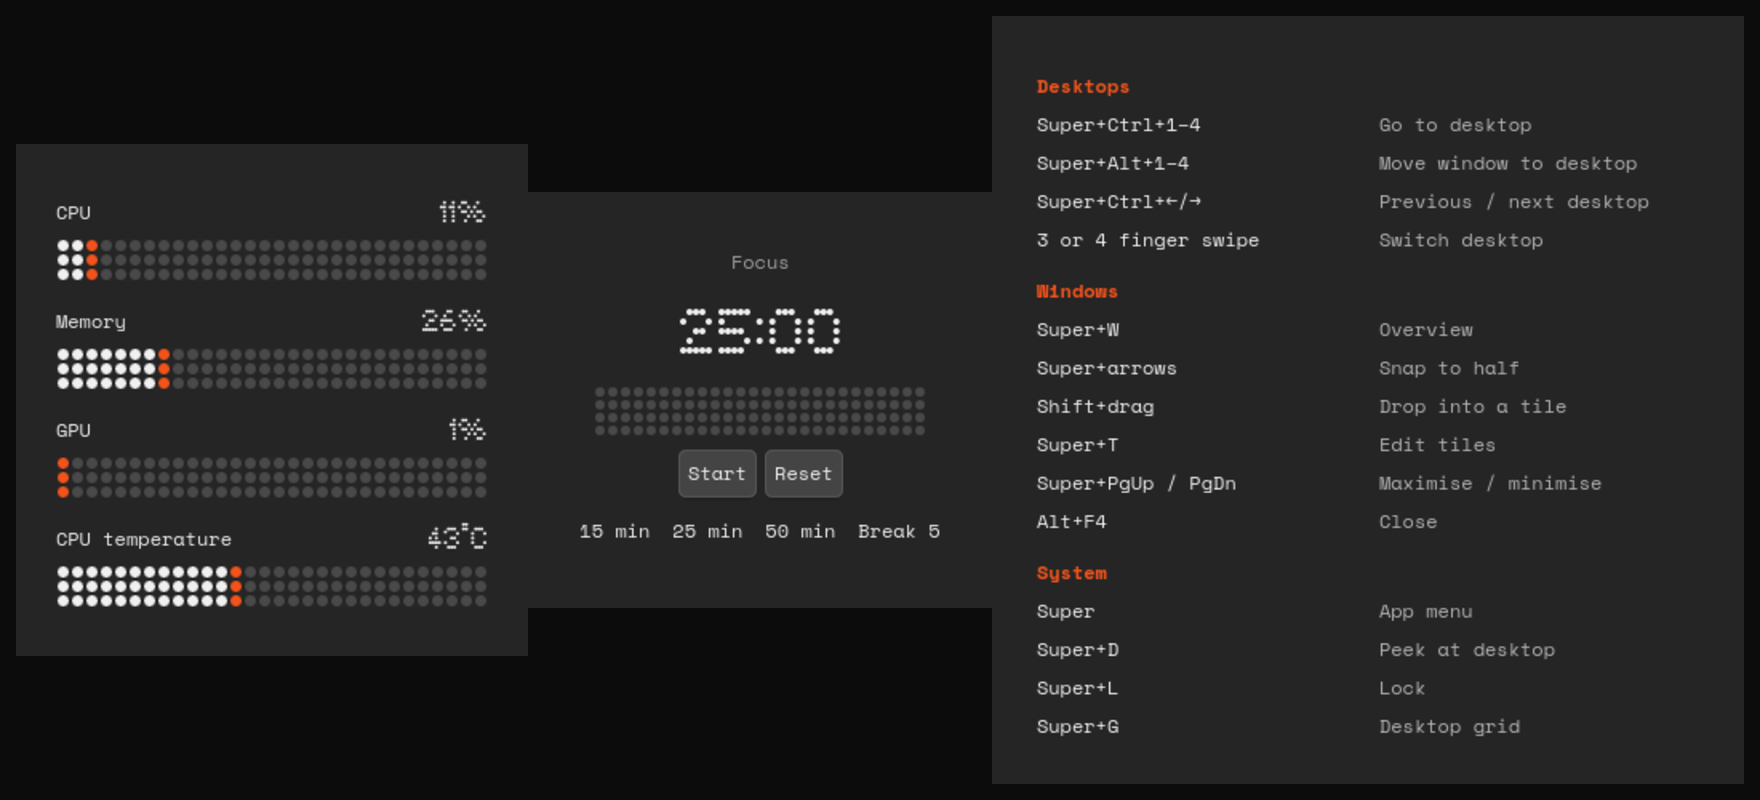 CPU 11%
Memory 26%
GPU 1%
CPU temperature 43°C
Focus
25:00
Start Reset
15 min 25 min 50 min Break 5
Desktops
Super+Ctrl+1–4 Go to desktop
Super+Alt+1–4 Move window to desktop
Super+Ctrl+←/→ Previous / next desktop
3 or 4 finger swipe Switch desktop
Windows
Super+W Overview
Super+arrows Snap to half
Shift+drag Drop into a tile
Super+T Edit tiles
Super+PgUp / PgDn Maximise / minimise
Alt+F4 Close
System
Super App menu
Super+D Peek at desktop
Super+L Lock
Super+G Desktop grid